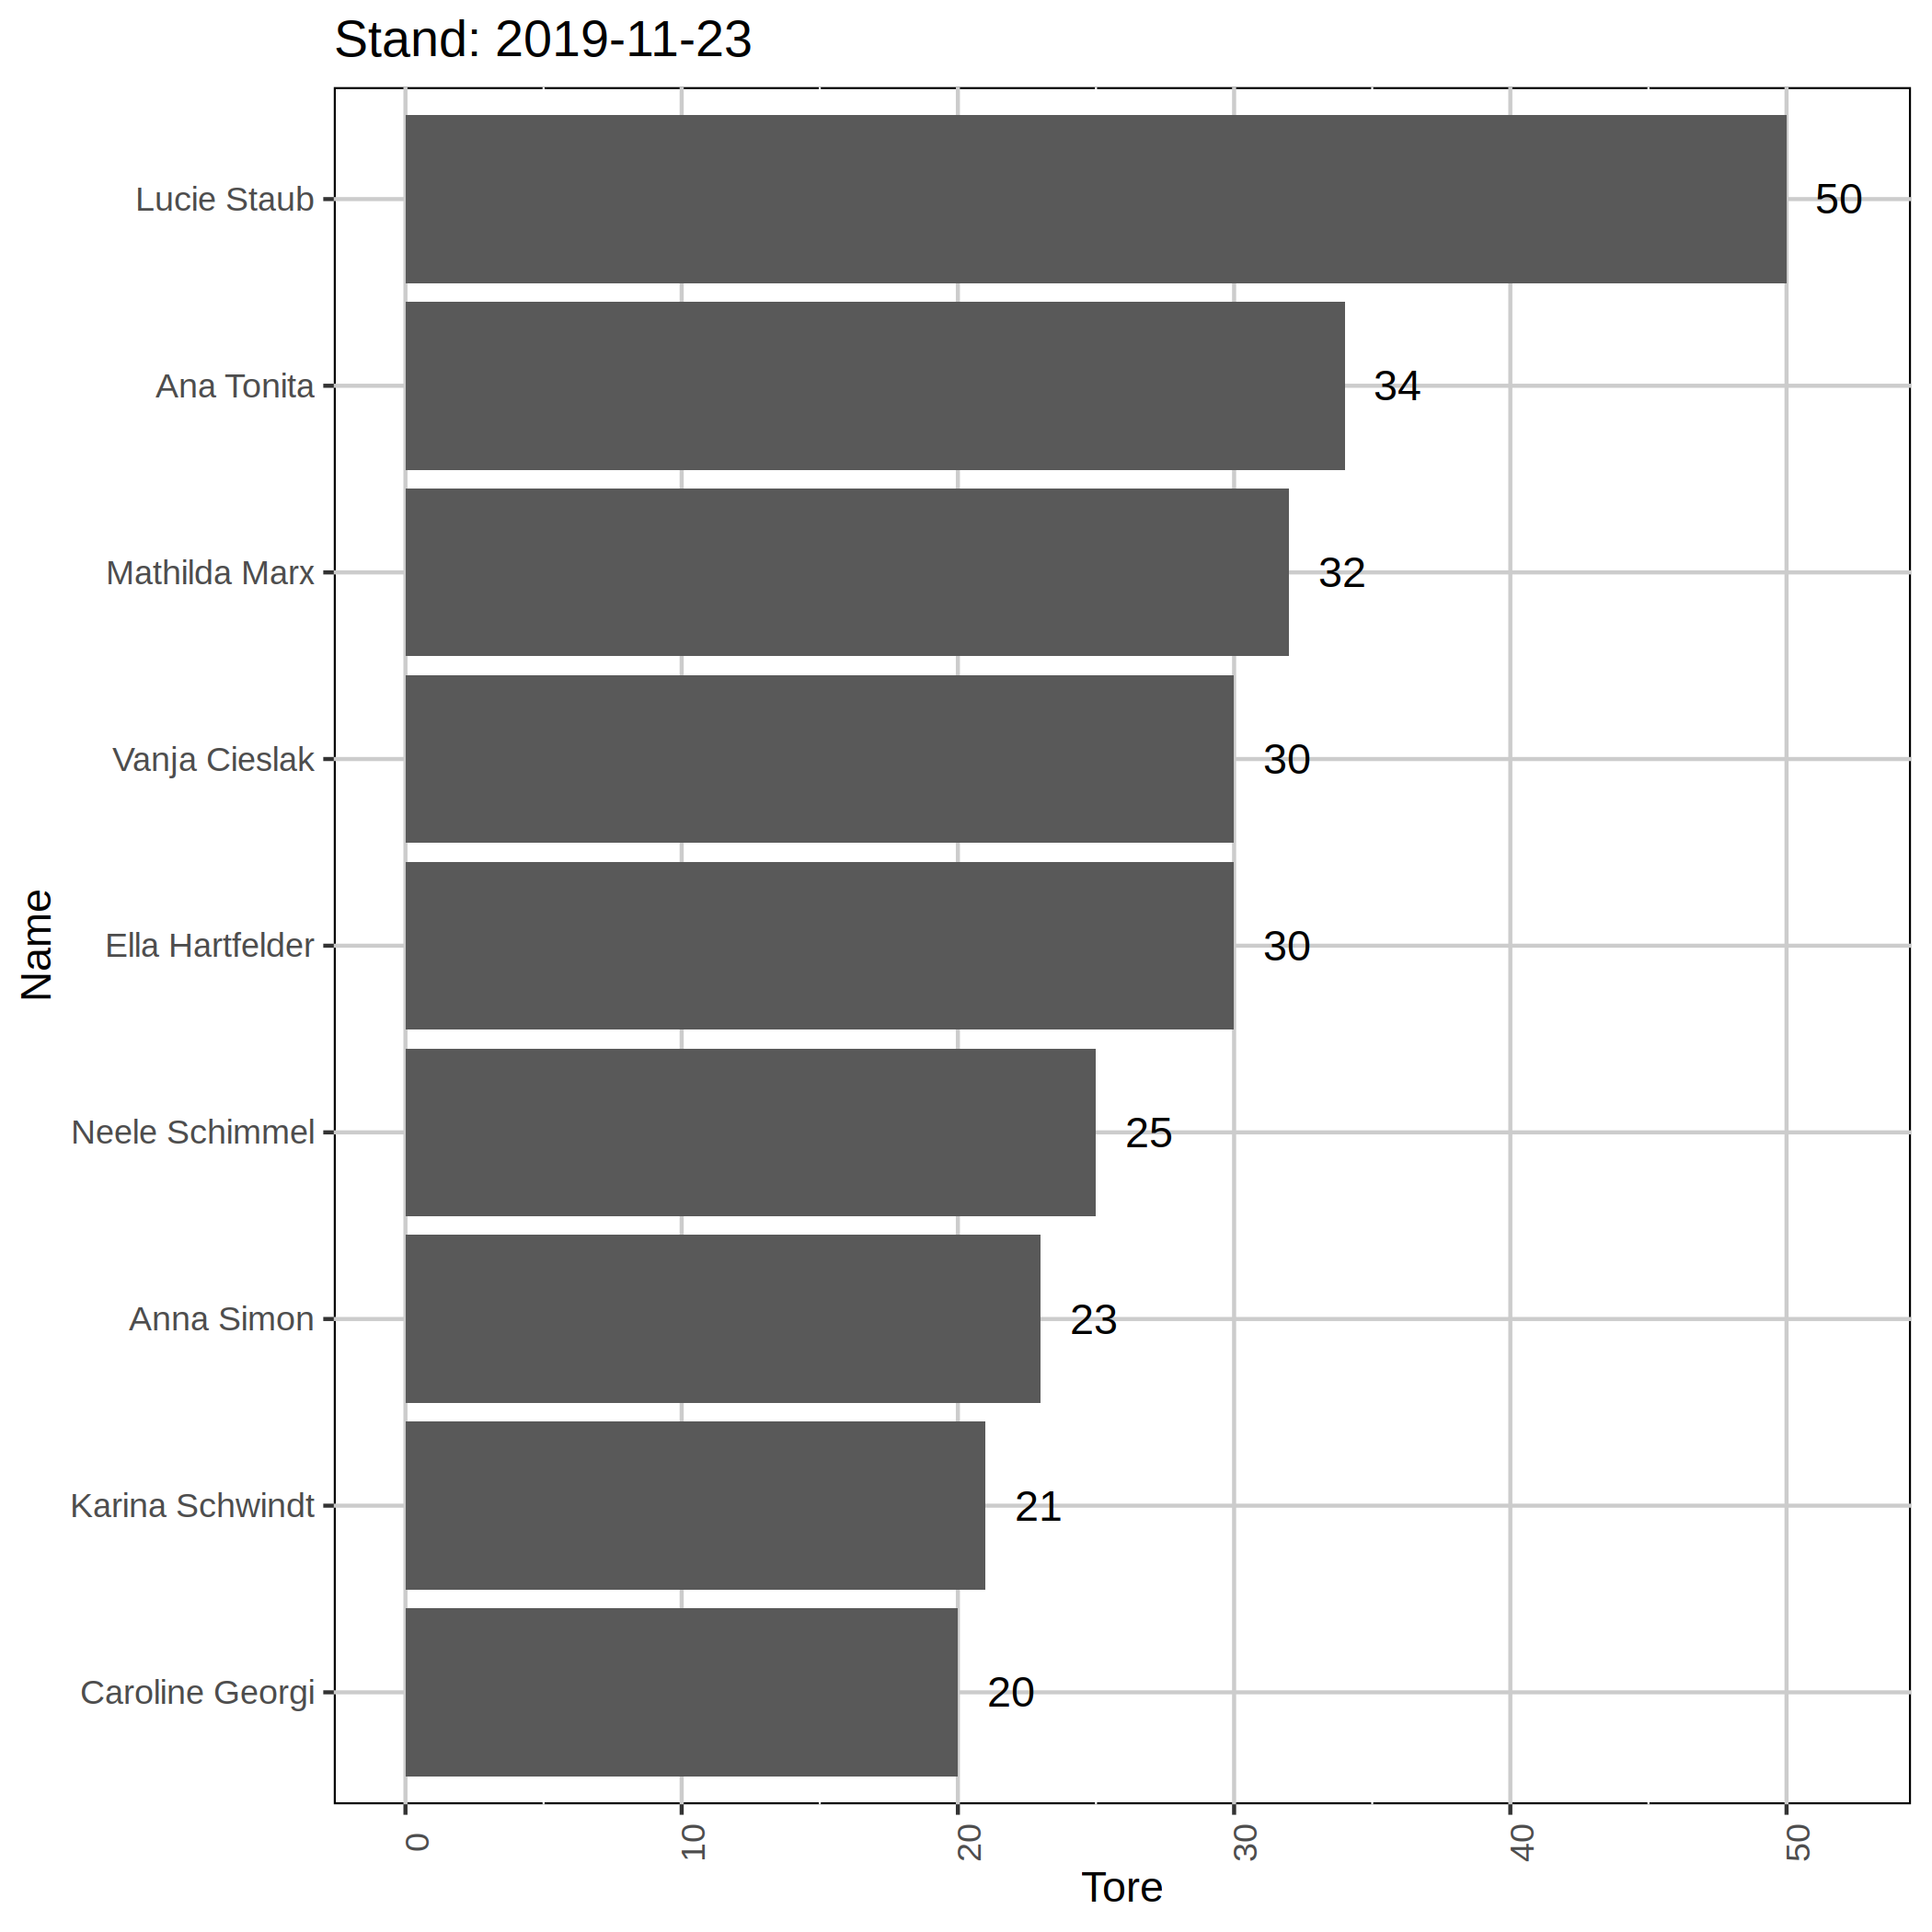 Stand: 2019-11-23
Lucie Staub
50
Ana Tonita
34
Mathilda Marx
32
Vanja Cieslak
30
Ella Hartfelder
30
Neele Schimmel
25
Anna Simon
23
Karina Schwindt
21
Caroline Georgi
20
Name
0 10 20 30 40 50
Tore